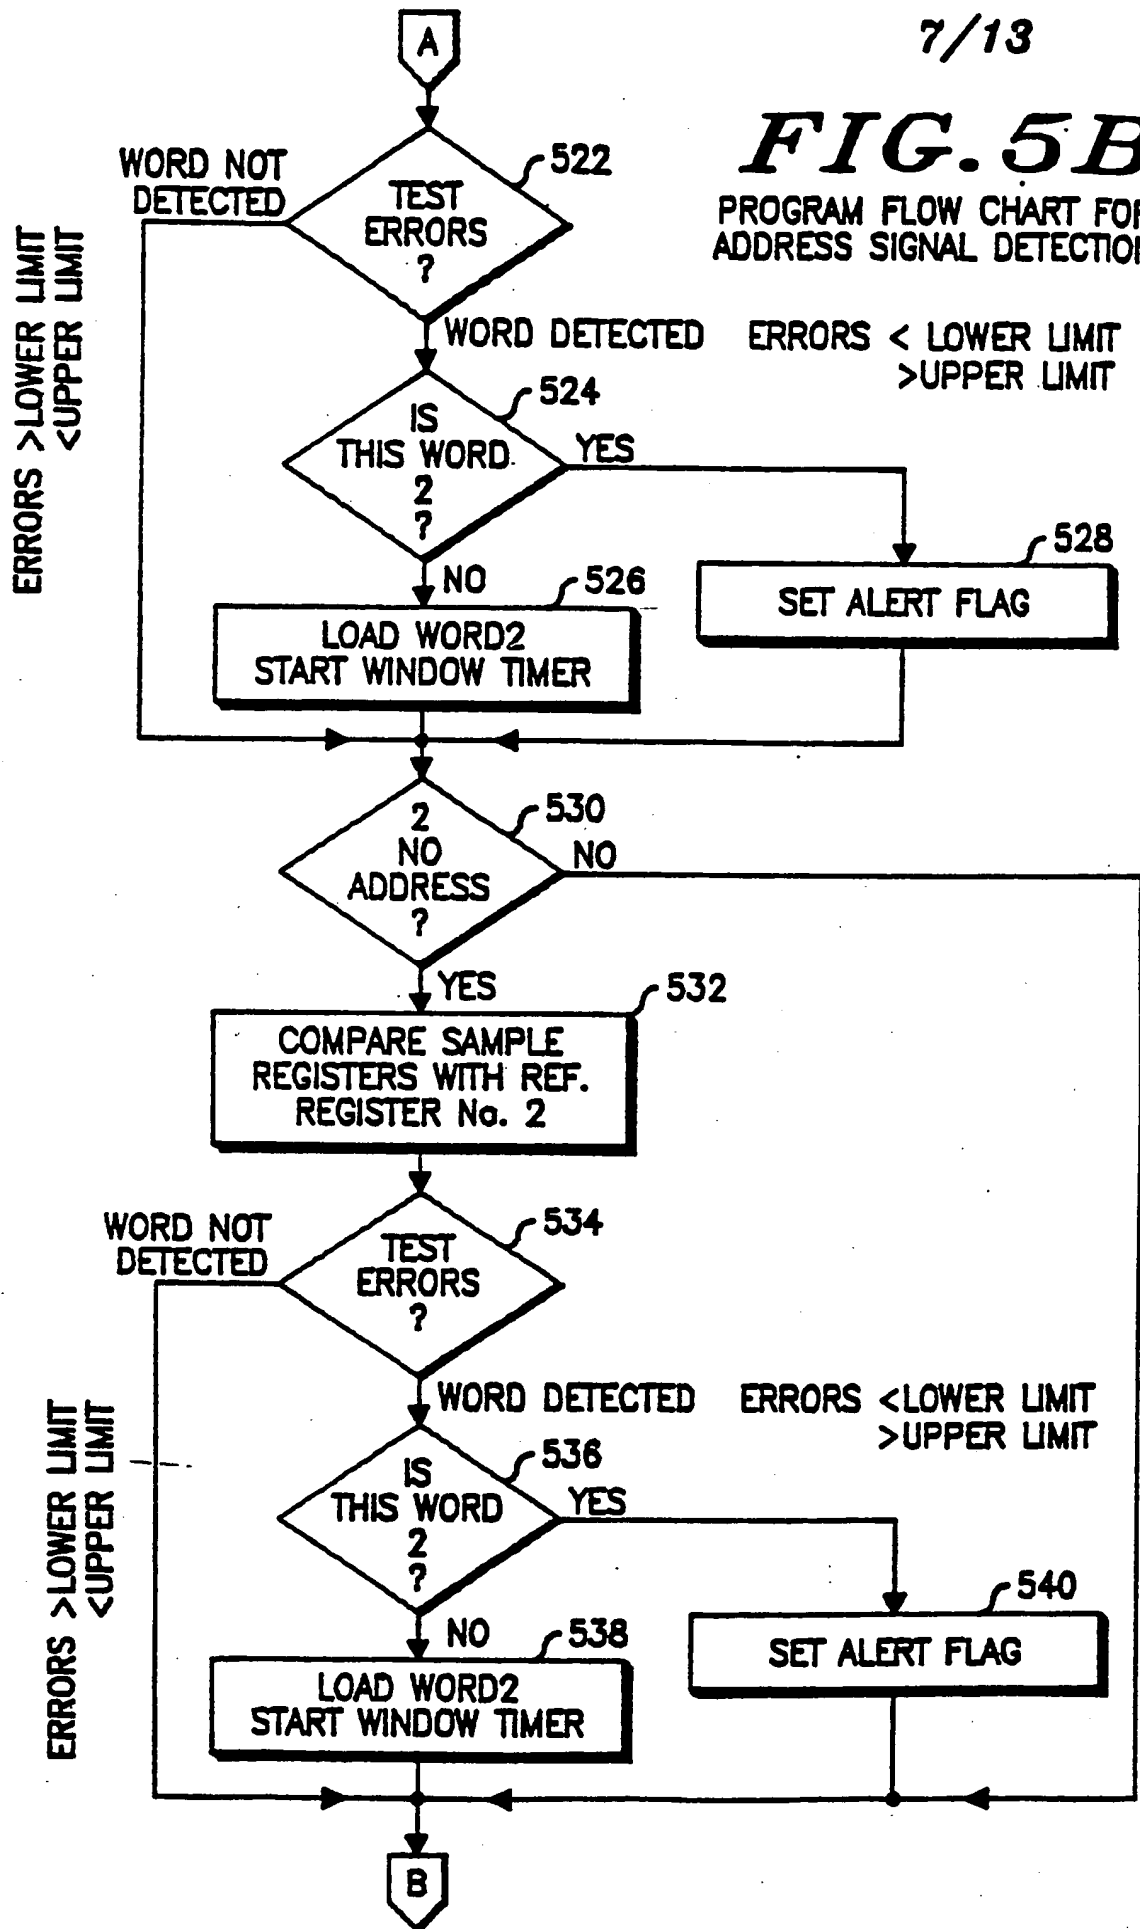 7/13
A
FIG. 5B
PROGRAM FLOW CHART FOR
ADDRESS SIGNAL DETECTION
522
WORD NOT
DETECTED
TEST
ERRORS
?
ERRORS >LOWER LIMIT
<UPPER LIMIT
WORD DETECTED ERRORS < LOWER LIMIT
>UPPER LIMIT
524
IS
THIS WORD
2
?
YES
NO
526
LOAD WORD2
START WINDOW TIMER
528
SET ALERT FLAG
530
2
NO
ADDRESS
?
NO
YES
532
COMPARE SAMPLE
REGISTERS WITH REF.
REGISTER No. 2
534
WORD NOT
DETECTED
TEST
ERRORS
?
WORD DETECTED ERRORS <LOWER LIMIT
>UPPER LIMIT
ERRORS >LOWER LIMIT
<UPPER LIMIT
536
IS
THIS WORD
2
?
YES
NO
538
LOAD WORD2
START WINDOW TIMER
540
SET ALERT FLAG
B